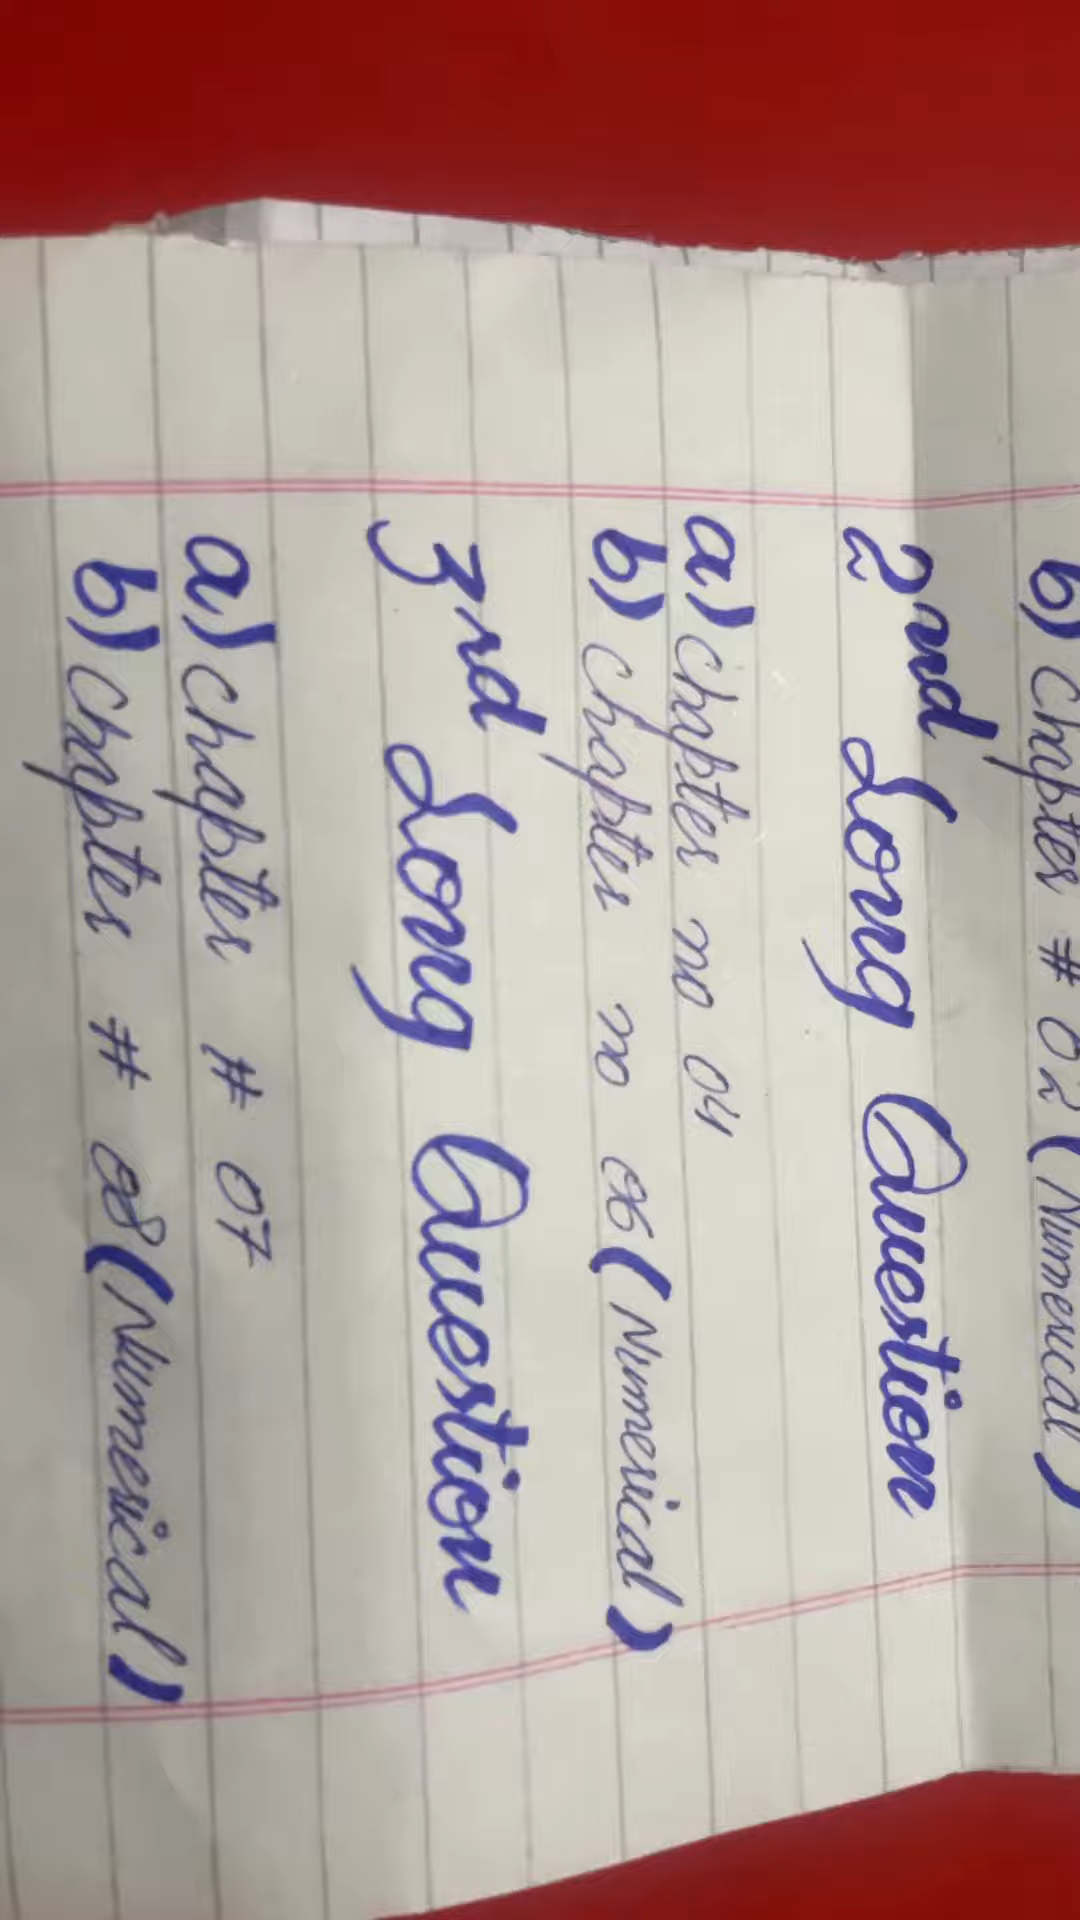 b) Chapter # 02 (Numerical)
2nd Long Question
a) Chapter no 04
b) Chapter no 06 (Numerical)
3rd Long Question
a) Chapter # 07
b) Chapter # 08 (Numerical)